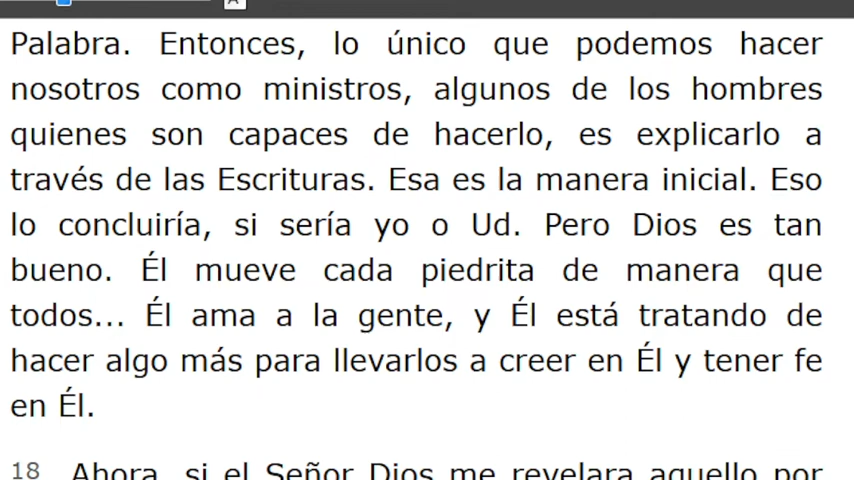 Palabra. Entonces, lo único que podemos hacer
nosotros como ministros, algunos de los hombres
quienes son capaces de hacerlo, es explicarlo a
través de las Escrituras. Esa es la manera inicial. Eso
lo concluiría, si sería yo o Ud. Pero Dios es tan
bueno. Él mueve cada piedrita de manera que
todos... Él ama a la gente, y Él está tratando de
hacer algo más para llevarlos a creer en Él y tener fe
en Él.
18 Ahora, si el Señor Dios me revelara aquello por